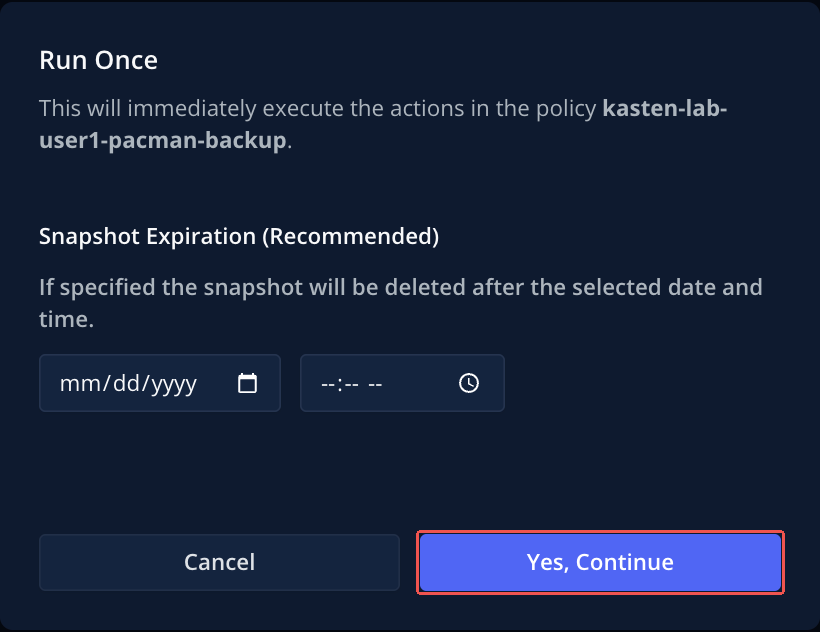 Run Once
This will immediately execute the actions in the policy kasten-lab-
user1-pacman-backup.
Snapshot Expiration (Recommended)
If specified the snapshot will be deleted after the selected date and
time.
mm/dd/yyyy --:-- --
Cancel Yes, Continue